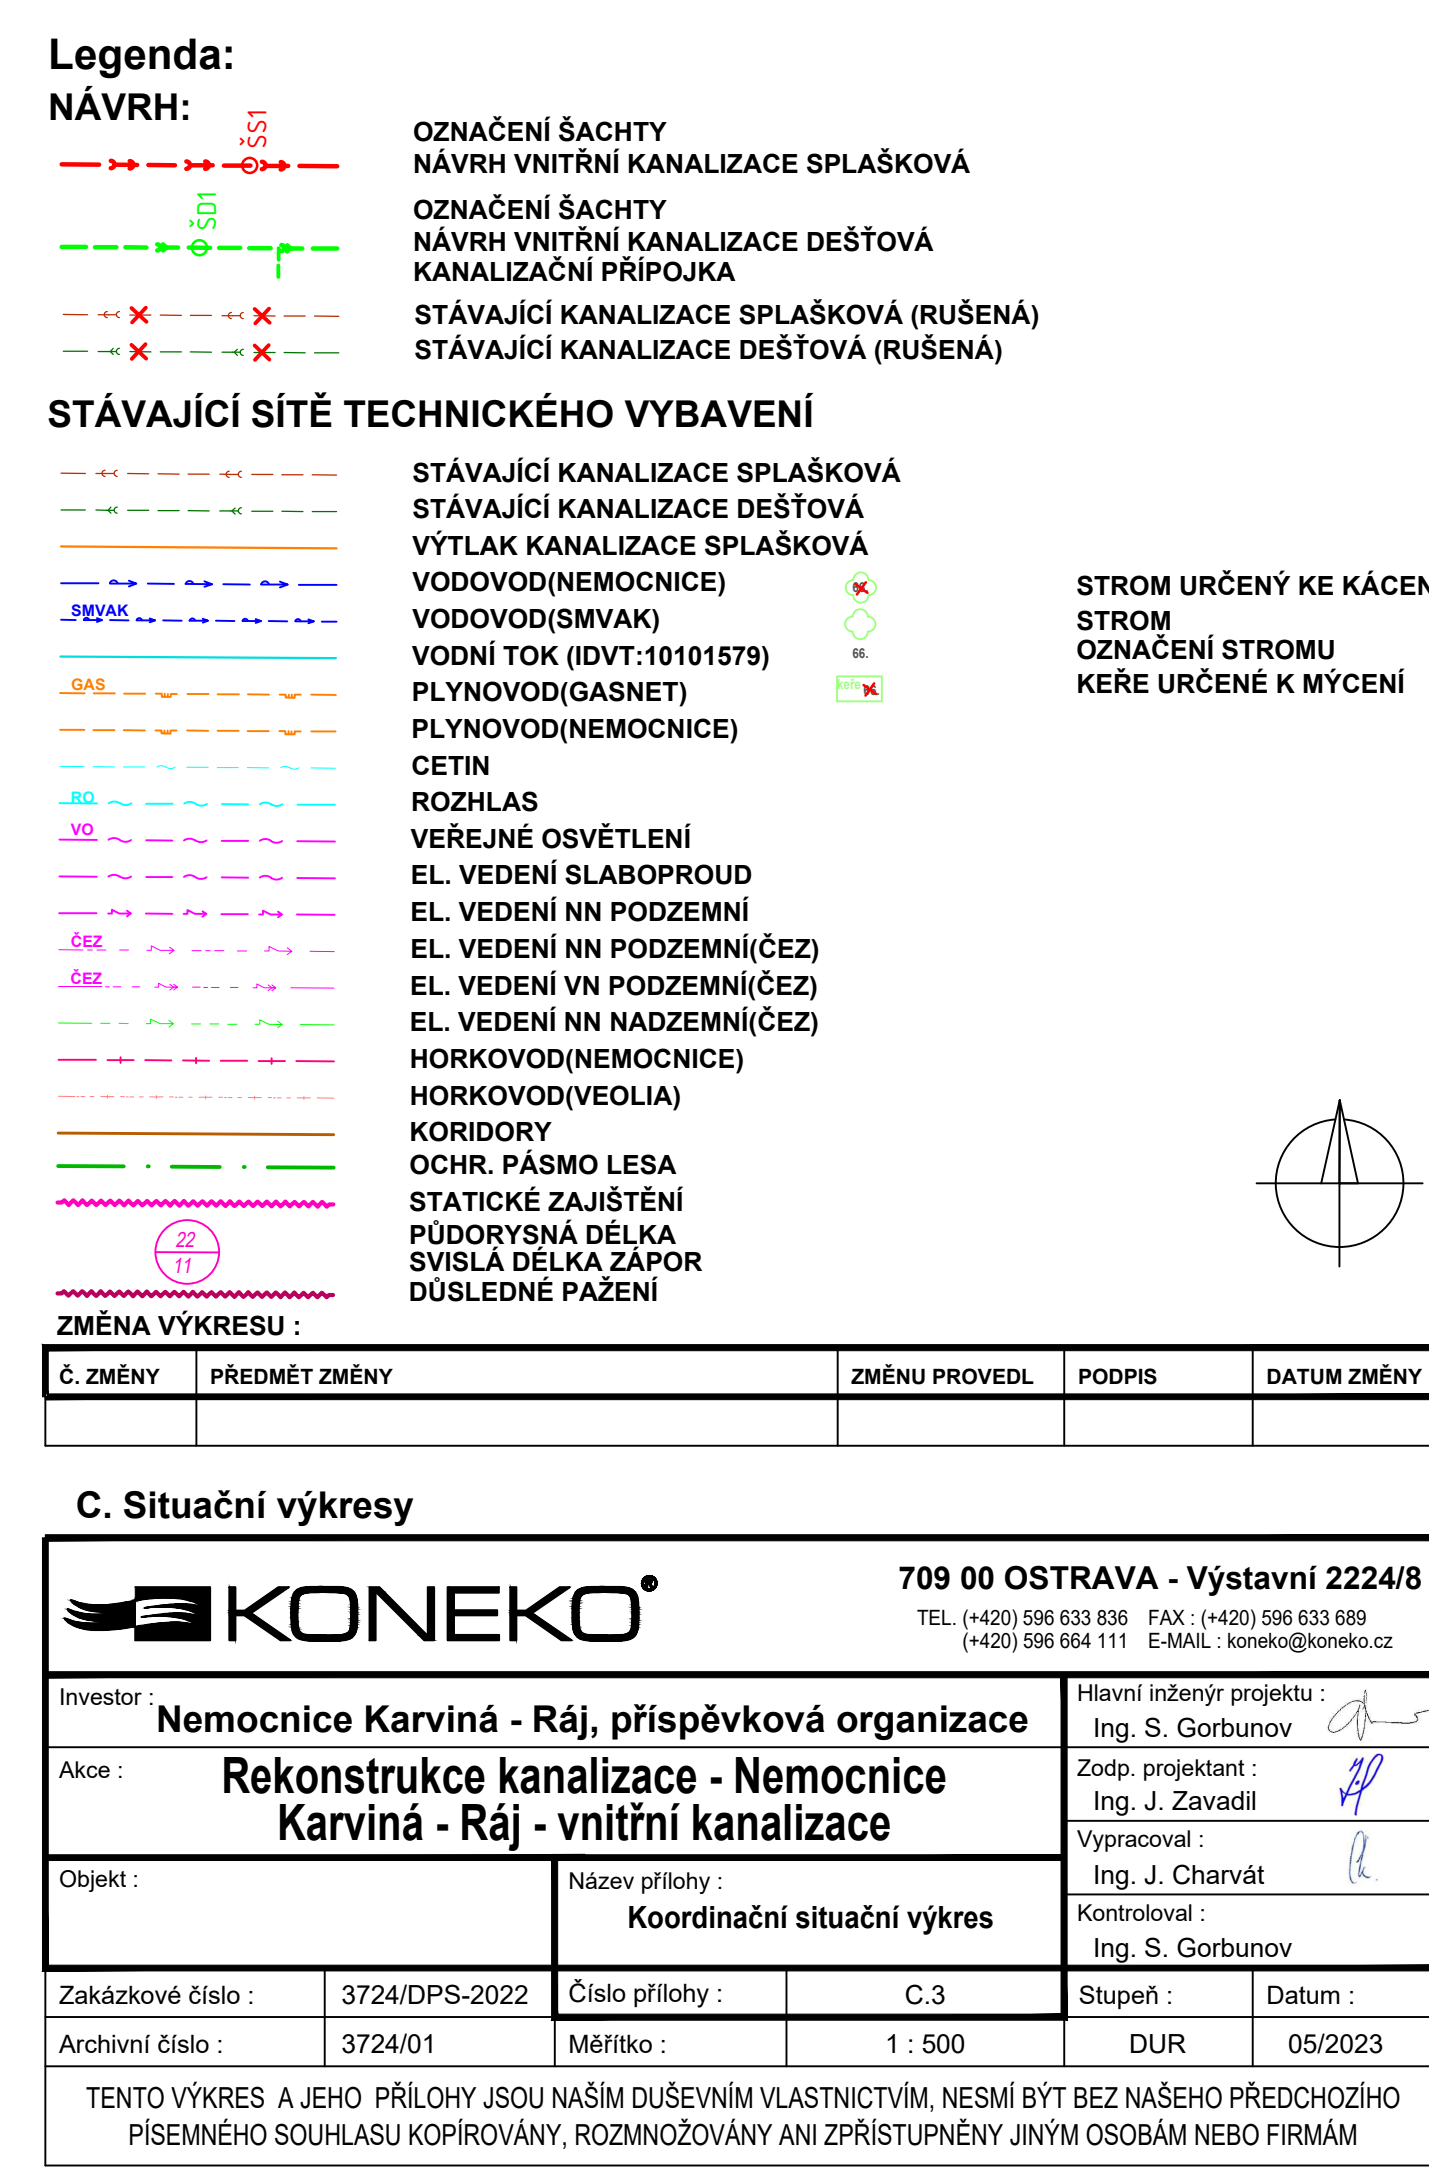 Legenda:
NÁVRH:
ŠS1
OZNAČENÍ ŠACHTY
NÁVRH VNITŘNÍ KANALIZACE SPLAŠKOVÁ
ŠD1
OZNAČENÍ ŠACHTY
NÁVRH VNITŘNÍ KANALIZACE DEŠŤOVÁ
KANALIZAČNÍ PŘÍPOJKA
STÁVAJÍCÍ KANALIZACE SPLAŠKOVÁ (RUŠENÁ)
STÁVAJÍCÍ KANALIZACE DEŠŤOVÁ (RUŠENÁ)
STÁVAJÍCÍ SÍTĚ TECHNICKÉHO VYBAVENÍ
STÁVAJÍCÍ KANALIZACE SPLAŠKOVÁ
STÁVAJÍCÍ KANALIZACE DEŠŤOVÁ
VÝTLAK KANALIZACE SPLAŠKOVÁ
VODOVOD(NEMOCNICE)
SMVAK VODOVOD(SMVAK)
VODNÍ TOK (IDVT:10101579)
GAS PLYNOVOD(GASNET)
PLYNOVOD(NEMOCNICE)
CETIN
RO ROZHLAS
VO VEŘEJNÉ OSVĚTLENÍ
EL. VEDENÍ SLABOPROUD
EL. VEDENÍ NN PODZEMNÍ
ČEZ EL. VEDENÍ NN PODZEMNÍ(ČEZ)
ČEZ EL. VEDENÍ VN PODZEMNÍ(ČEZ)
EL. VEDENÍ NN NADZEMNÍ(ČEZ)
HORKOVOD(NEMOCNICE)
HORKOVOD(VEOLIA)
KORIDORY
OCHR. PÁSMO LESA
STATICKÉ ZAJIŠTĚNÍ
22 PŮDORYSNÁ DÉLKA
11 SVISLÁ DÉLKA ZÁPOR
DŮSLEDNÉ PAŽENÍ
STROM URČENÝ KE KÁCEN
STROM
66. OZNAČENÍ STROMU
keře KEŘE URČENÉ K MÝCENÍ
ZMĚNA VÝKRESU :
Č. ZMĚNY PŘEDMĚT ZMĚNY ZMĚNU PROVEDL PODPIS DATUM ZMĚNY
C. Situační výkresy
KONEKO®
709 00 OSTRAVA - Výstavní 2224/8
TEL. (+420) 596 633 836 FAX : (+420) 596 633 689
(+420) 596 664 111 E-MAIL : koneko@koneko.cz
Investor :
Nemocnice Karviná - Ráj, příspěvková organizace
Hlavní inženýr projektu :
Ing. S. Gorbunov
Akce :
Rekonstrukce kanalizace - Nemocnice
Karviná - Ráj - vnitřní kanalizace
Zodp. projektant :
Ing. J. Zavadil
Vypracoval :
Ing. J. Charvát
Objekt :
Název přílohy :
Koordinační situační výkres
Kontroloval :
Ing. S. Gorbunov
Zakázkové číslo : 3724/DPS-2022 Číslo přílohy : C.3 Stupeň : Datum :
Archivní číslo : 3724/01 Měřítko : 1 : 500 DUR 05/2023
TENTO VÝKRES A JEHO PŘÍLOHY JSOU NAŠÍM DUŠEVNÍM VLASTNICTVÍM, NESMÍ BÝT BEZ NAŠEHO PŘEDCHOZÍHO
PÍSEMNÉHO SOUHLASU KOPÍROVÁNY, ROZMNOŽOVÁNY ANI ZPŘÍSTUPNĚNY JINÝM OSOBÁM NEBO FIRMÁM